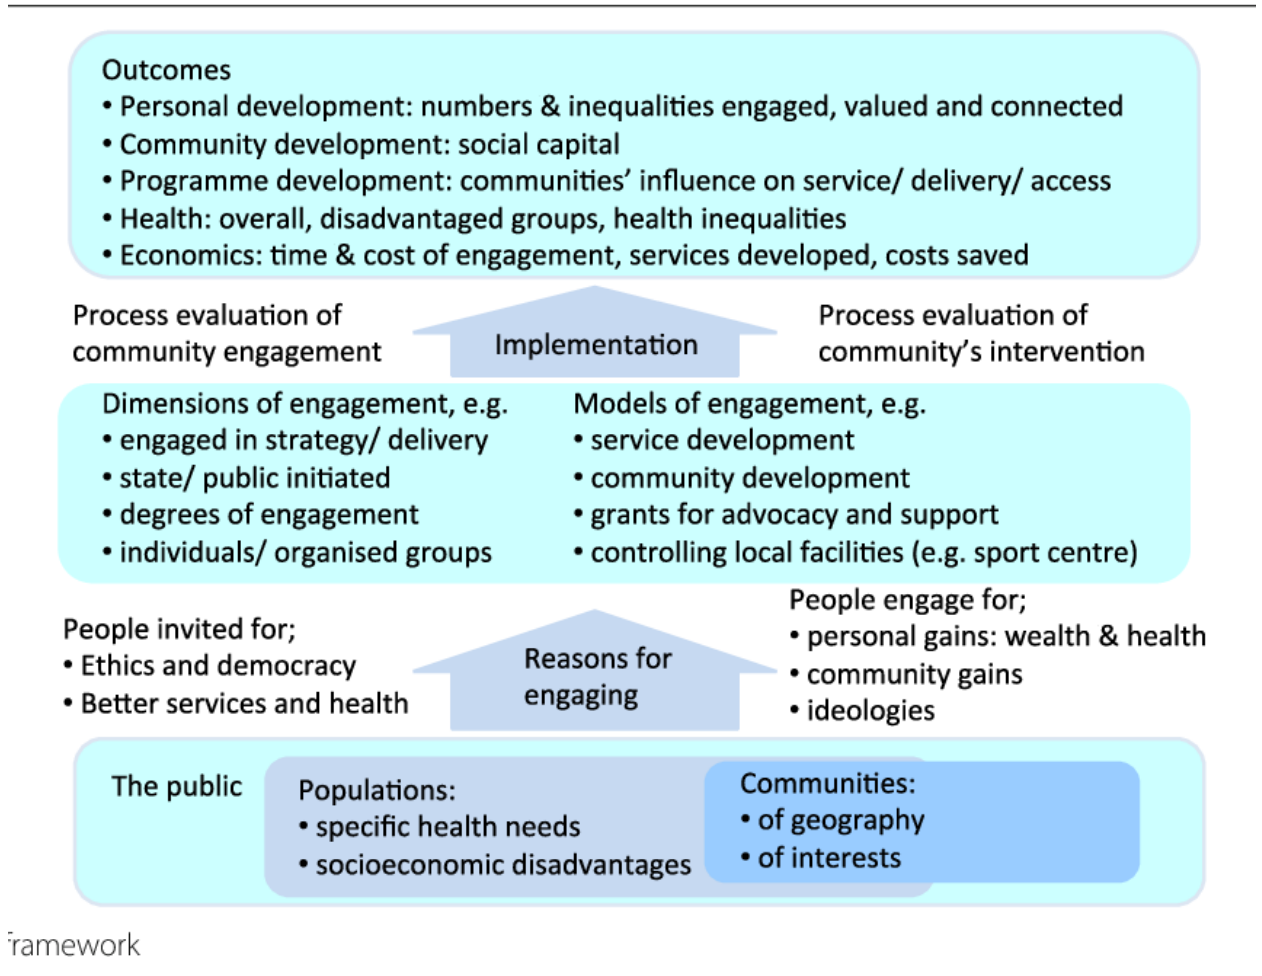 Outcomes
• Personal development: numbers & inequalities engaged, valued and connected
• Community development: social capital
• Programme development: communities’ influence on service/ delivery/ access
• Health: overall, disadvantaged groups, health inequalities
• Economics: time & cost of engagement, services developed, costs saved
Process evaluation of
community engagement
Implementation
Process evaluation of
community’s intervention
Dimensions of engagement, e.g.
• engaged in strategy/ delivery
• state/ public initiated
• degrees of engagement
• individuals/ organised groups
Models of engagement, e.g.
• service development
• community development
• grants for advocacy and support
• controlling local facilities (e.g. sport centre)
People invited for;
• Ethics and democracy
• Better services and health
Reasons for
engaging
People engage for;
• personal gains: wealth & health
• community gains
• ideologies
The public
Populations:
• specific health needs
• socioeconomic disadvantages
Communities:
• of geography
• of interests
framework